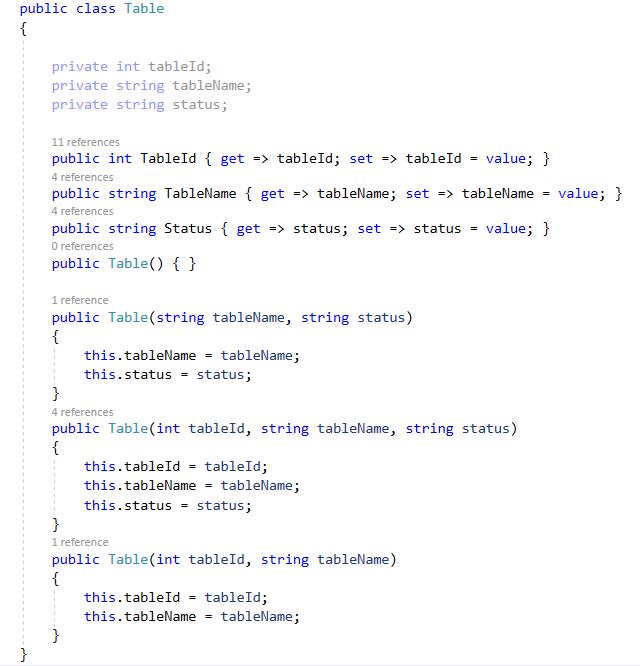 public class Table
{
private int tableId;
private string tableName;
private string status;
11 references
public int TableId { get => tableId; set => tableId = value; }
4 references
public string TableName { get => tableName; set => tableName = value; }
4 references
public string Status { get => status; set => status = value; }
0 references
public Table() { }
1 reference
public Table(string tableName, string status)
{
this.tableName = tableName;
this.status = status;
}
4 references
public Table(int tableId, string tableName, string status)
{
this.tableId = tableId;
this.tableName = tableName;
this.status = status;
}
1 reference
public Table(int tableId, string tableName)
{
this.tableId = tableId;
this.tableName = tableName;
}
}